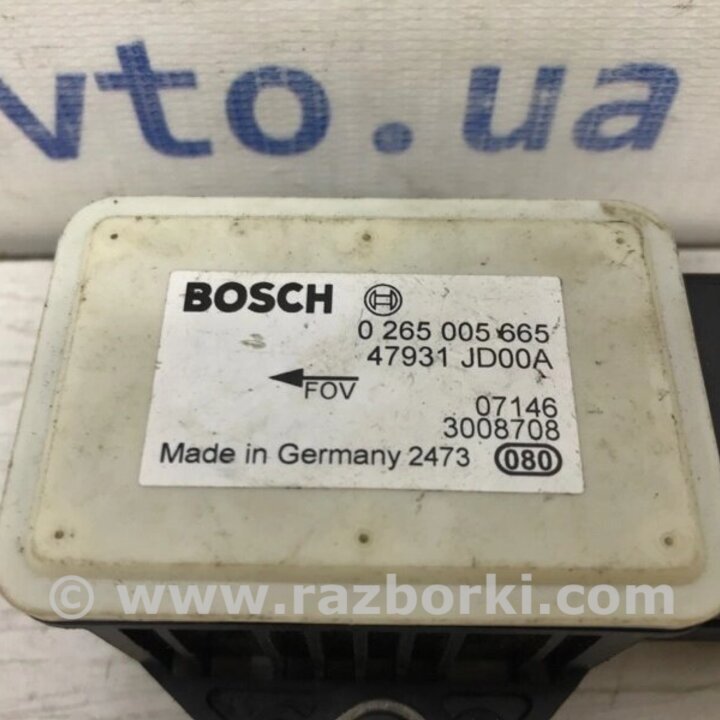 vto.ua
BOSCH
0 265 005 665
47931 JD00A
FOV
07146
3008708
Made in Germany 2473 080
© www.razborki.com